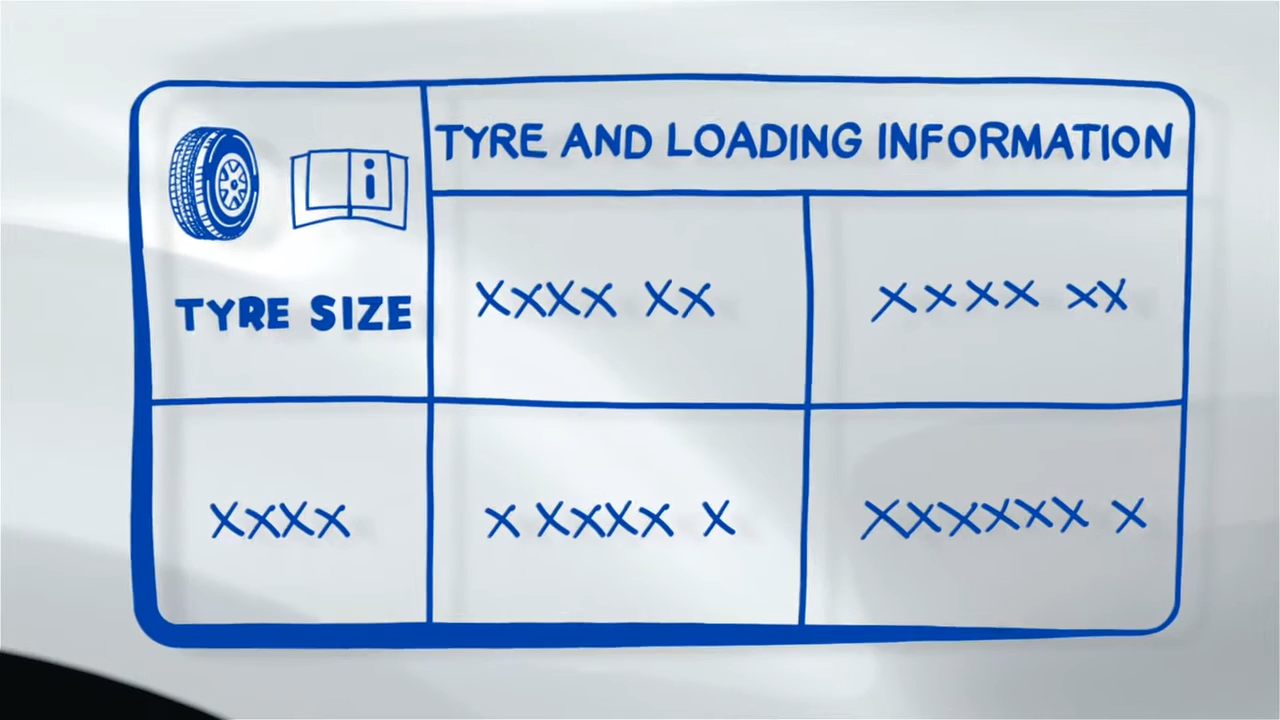 TYRE AND LOADING INFORMATION
i
TYRE SIZE
XXXX XX
XXXX XX
XXXX
X XXXX X
XXXXXX X